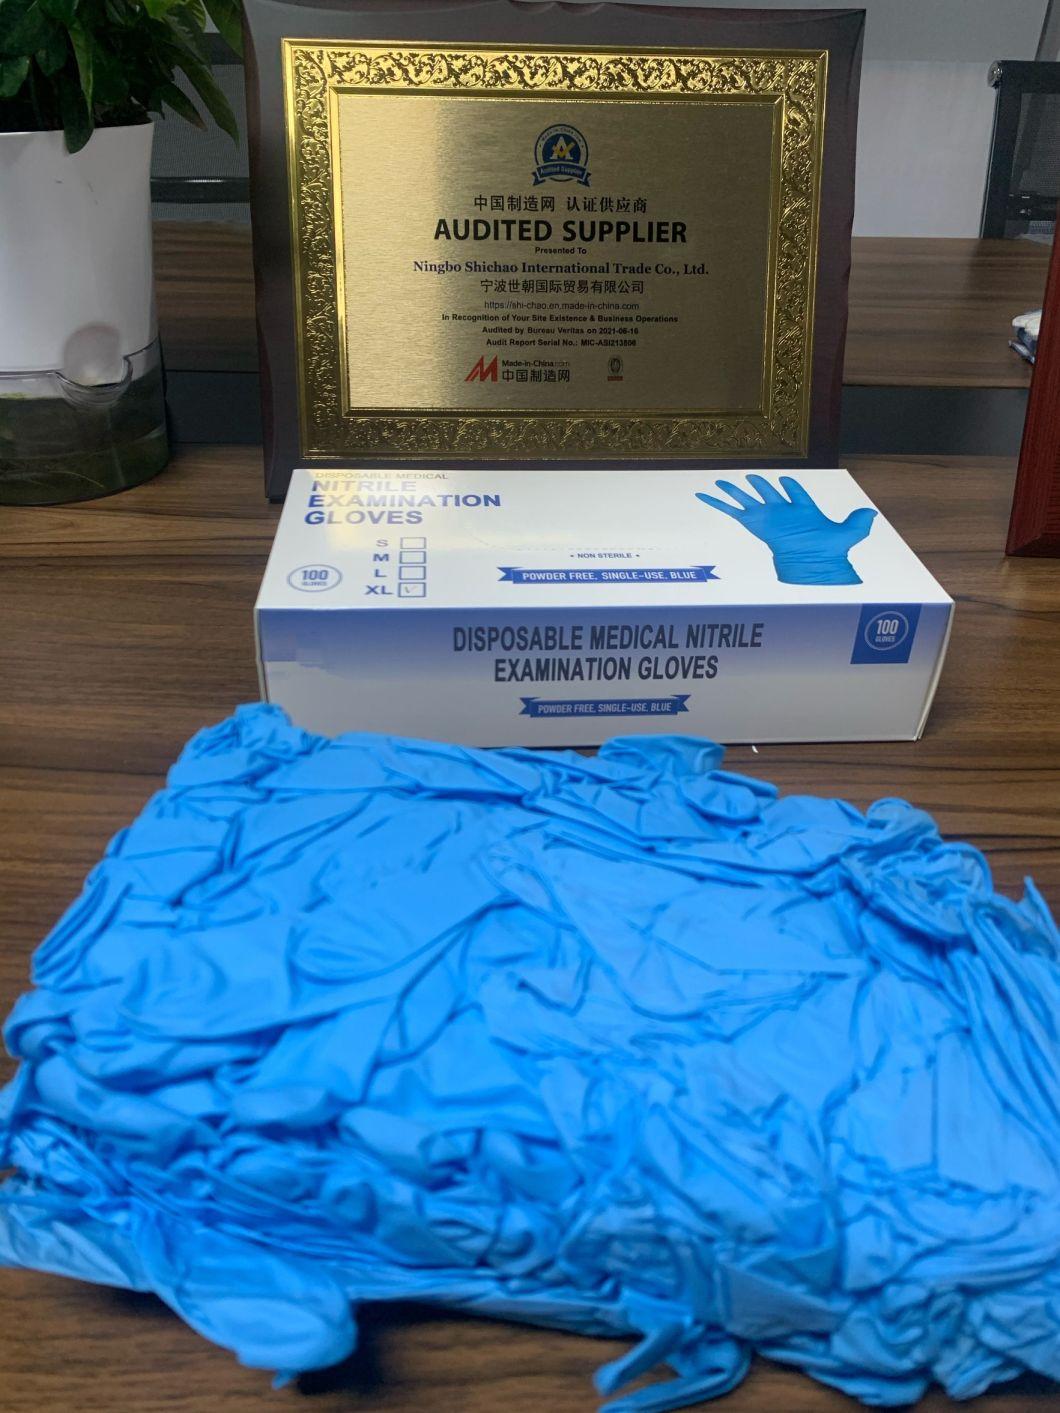 Audited Supplier
中国制造网 认证供应商
AUDITED SUPPLIER
Presented To
Ningbo Shichao International Trade Co., Ltd.
宁波世朝国际贸易有限公司
https://shi-chao.en.made-in-china.com
In Recognition of Your Site Existence & Business Operations
Audited by Bureau Veritas on 2021-06-16
Audit Report Serial No.: MIC-ASI213806
Made-in-China.com
中国制造网
DISPOSABLE MEDICAL
NITRILE
EXAMINATION
GLOVES
S
M
L
XL
100
GLOVES
• NON STERILE •
POWDER FREE, SINGLE-USE, BLUE
DISPOSABLE MEDICAL NITRILE
EXAMINATION GLOVES
POWDER FREE, SINGLE-USE, BLUE
100
GLOVES